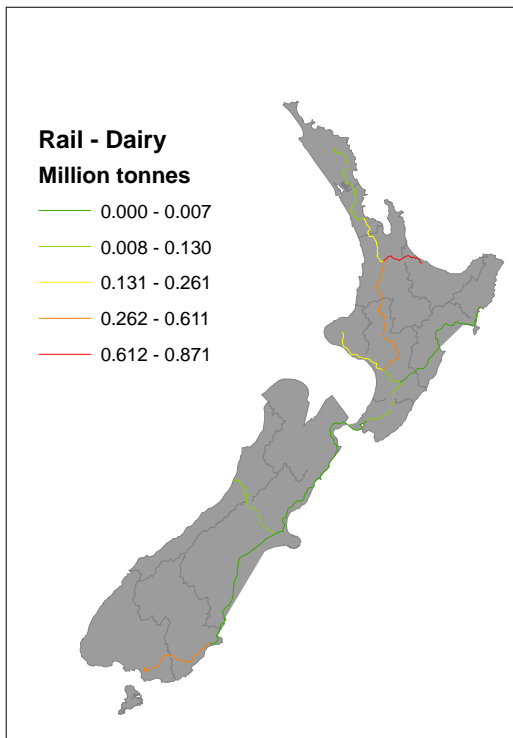 Rail - Dairy
Million tonnes
0.000 - 0.007
0.008 - 0.130
0.131 - 0.261
0.262 - 0.611
0.612 - 0.871